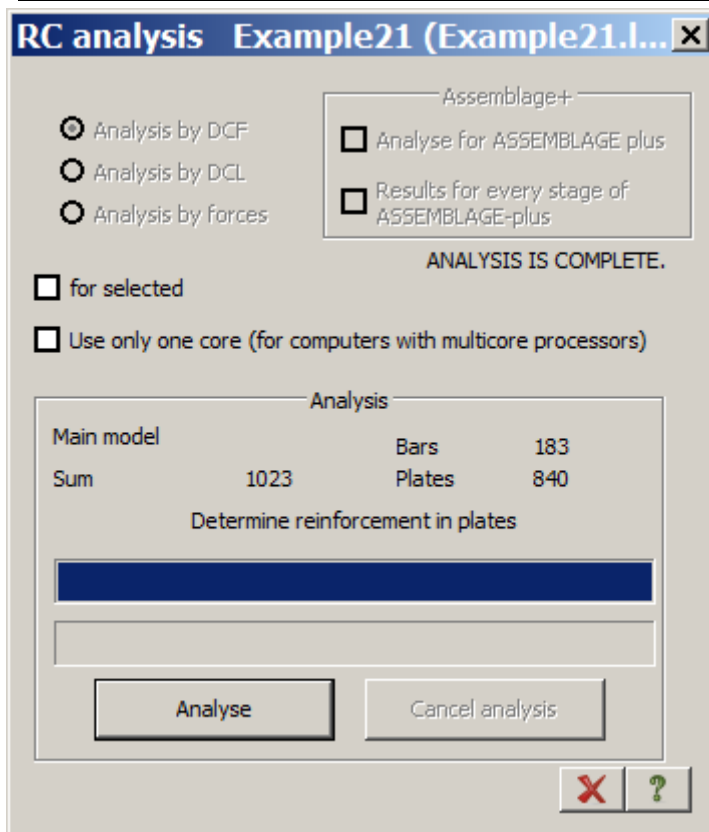 RC analysis Example21 (Example21.l...
Assemblage+
Analysis by DCF
Analyse for ASSEMBLAGE plus
Analysis by DCL
Results for every stage of
ASSEMBLAGE-plus
Analysis by forces
ANALYSIS IS COMPLETE.
for selected
Use only one core (for computers with multicore processors)
Analysis
Main model
Bars 183
Sum 1023 Plates 840
Determine reinforcement in plates
Analyse Cancel analysis
?